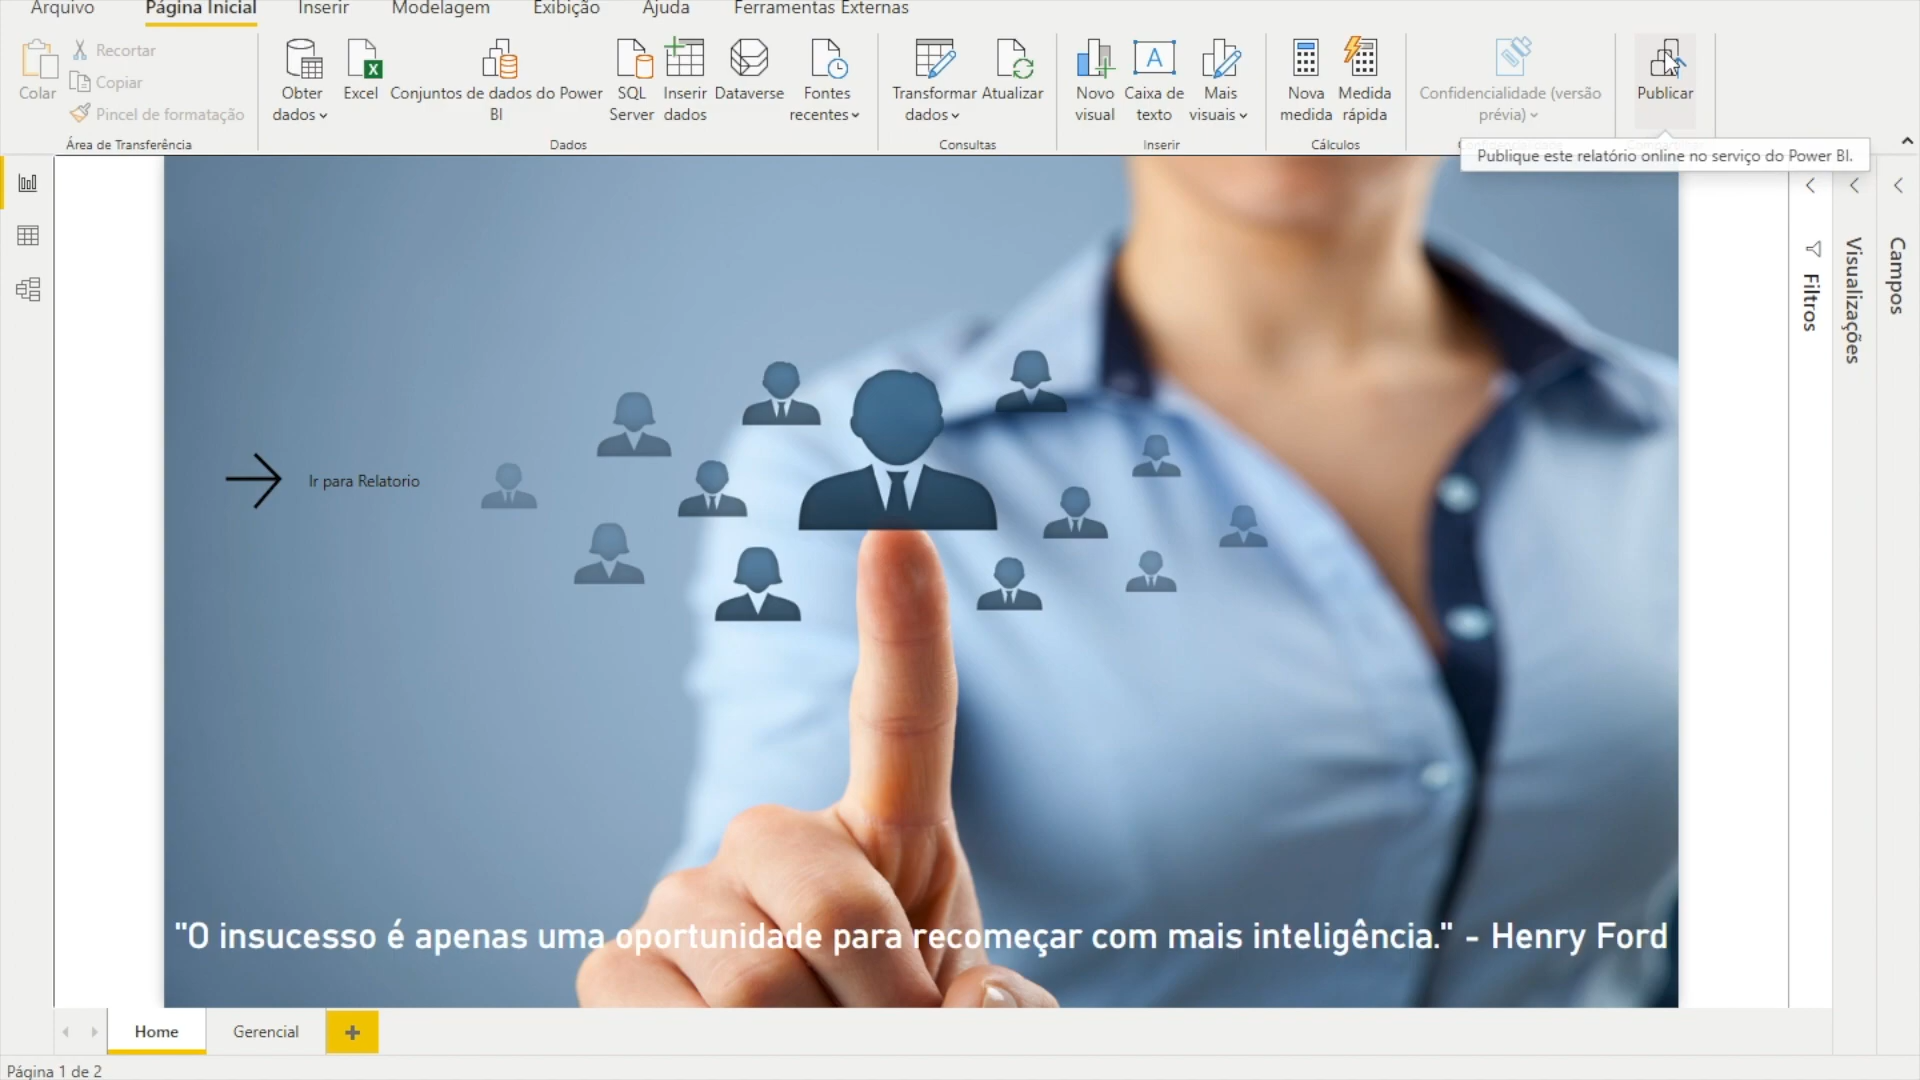 Arquivo Página Inicial Inserir Modelagem Exibição Ajuda Ferramentas Externas
Colar
Recortar
Copiar
Pincel de formatação
Área de Transferência
Obter
dados
Excel
Conjuntos de dados do Power
BI
SQL
Server
Inserir
dados
Dataverse
Fontes
recentes
Dados
Transformar
dados
Atualizar
Consultas
Novo
visual
Caixa de
texto
Mais
visuais
Inserir
Nova
medida
Medida
rápida
Cálculos
Confidencialidade (versão
prévia)
Publicar
Publique este relatório online no serviço do Power BI.
Filtros
Visualizações
Campos
Ir para Relatorio
A
"O insucesso é apenas uma oportunidade para recomeçar com mais inteligência." - Henry Ford
Home
Gerencial
Página 1 de 2